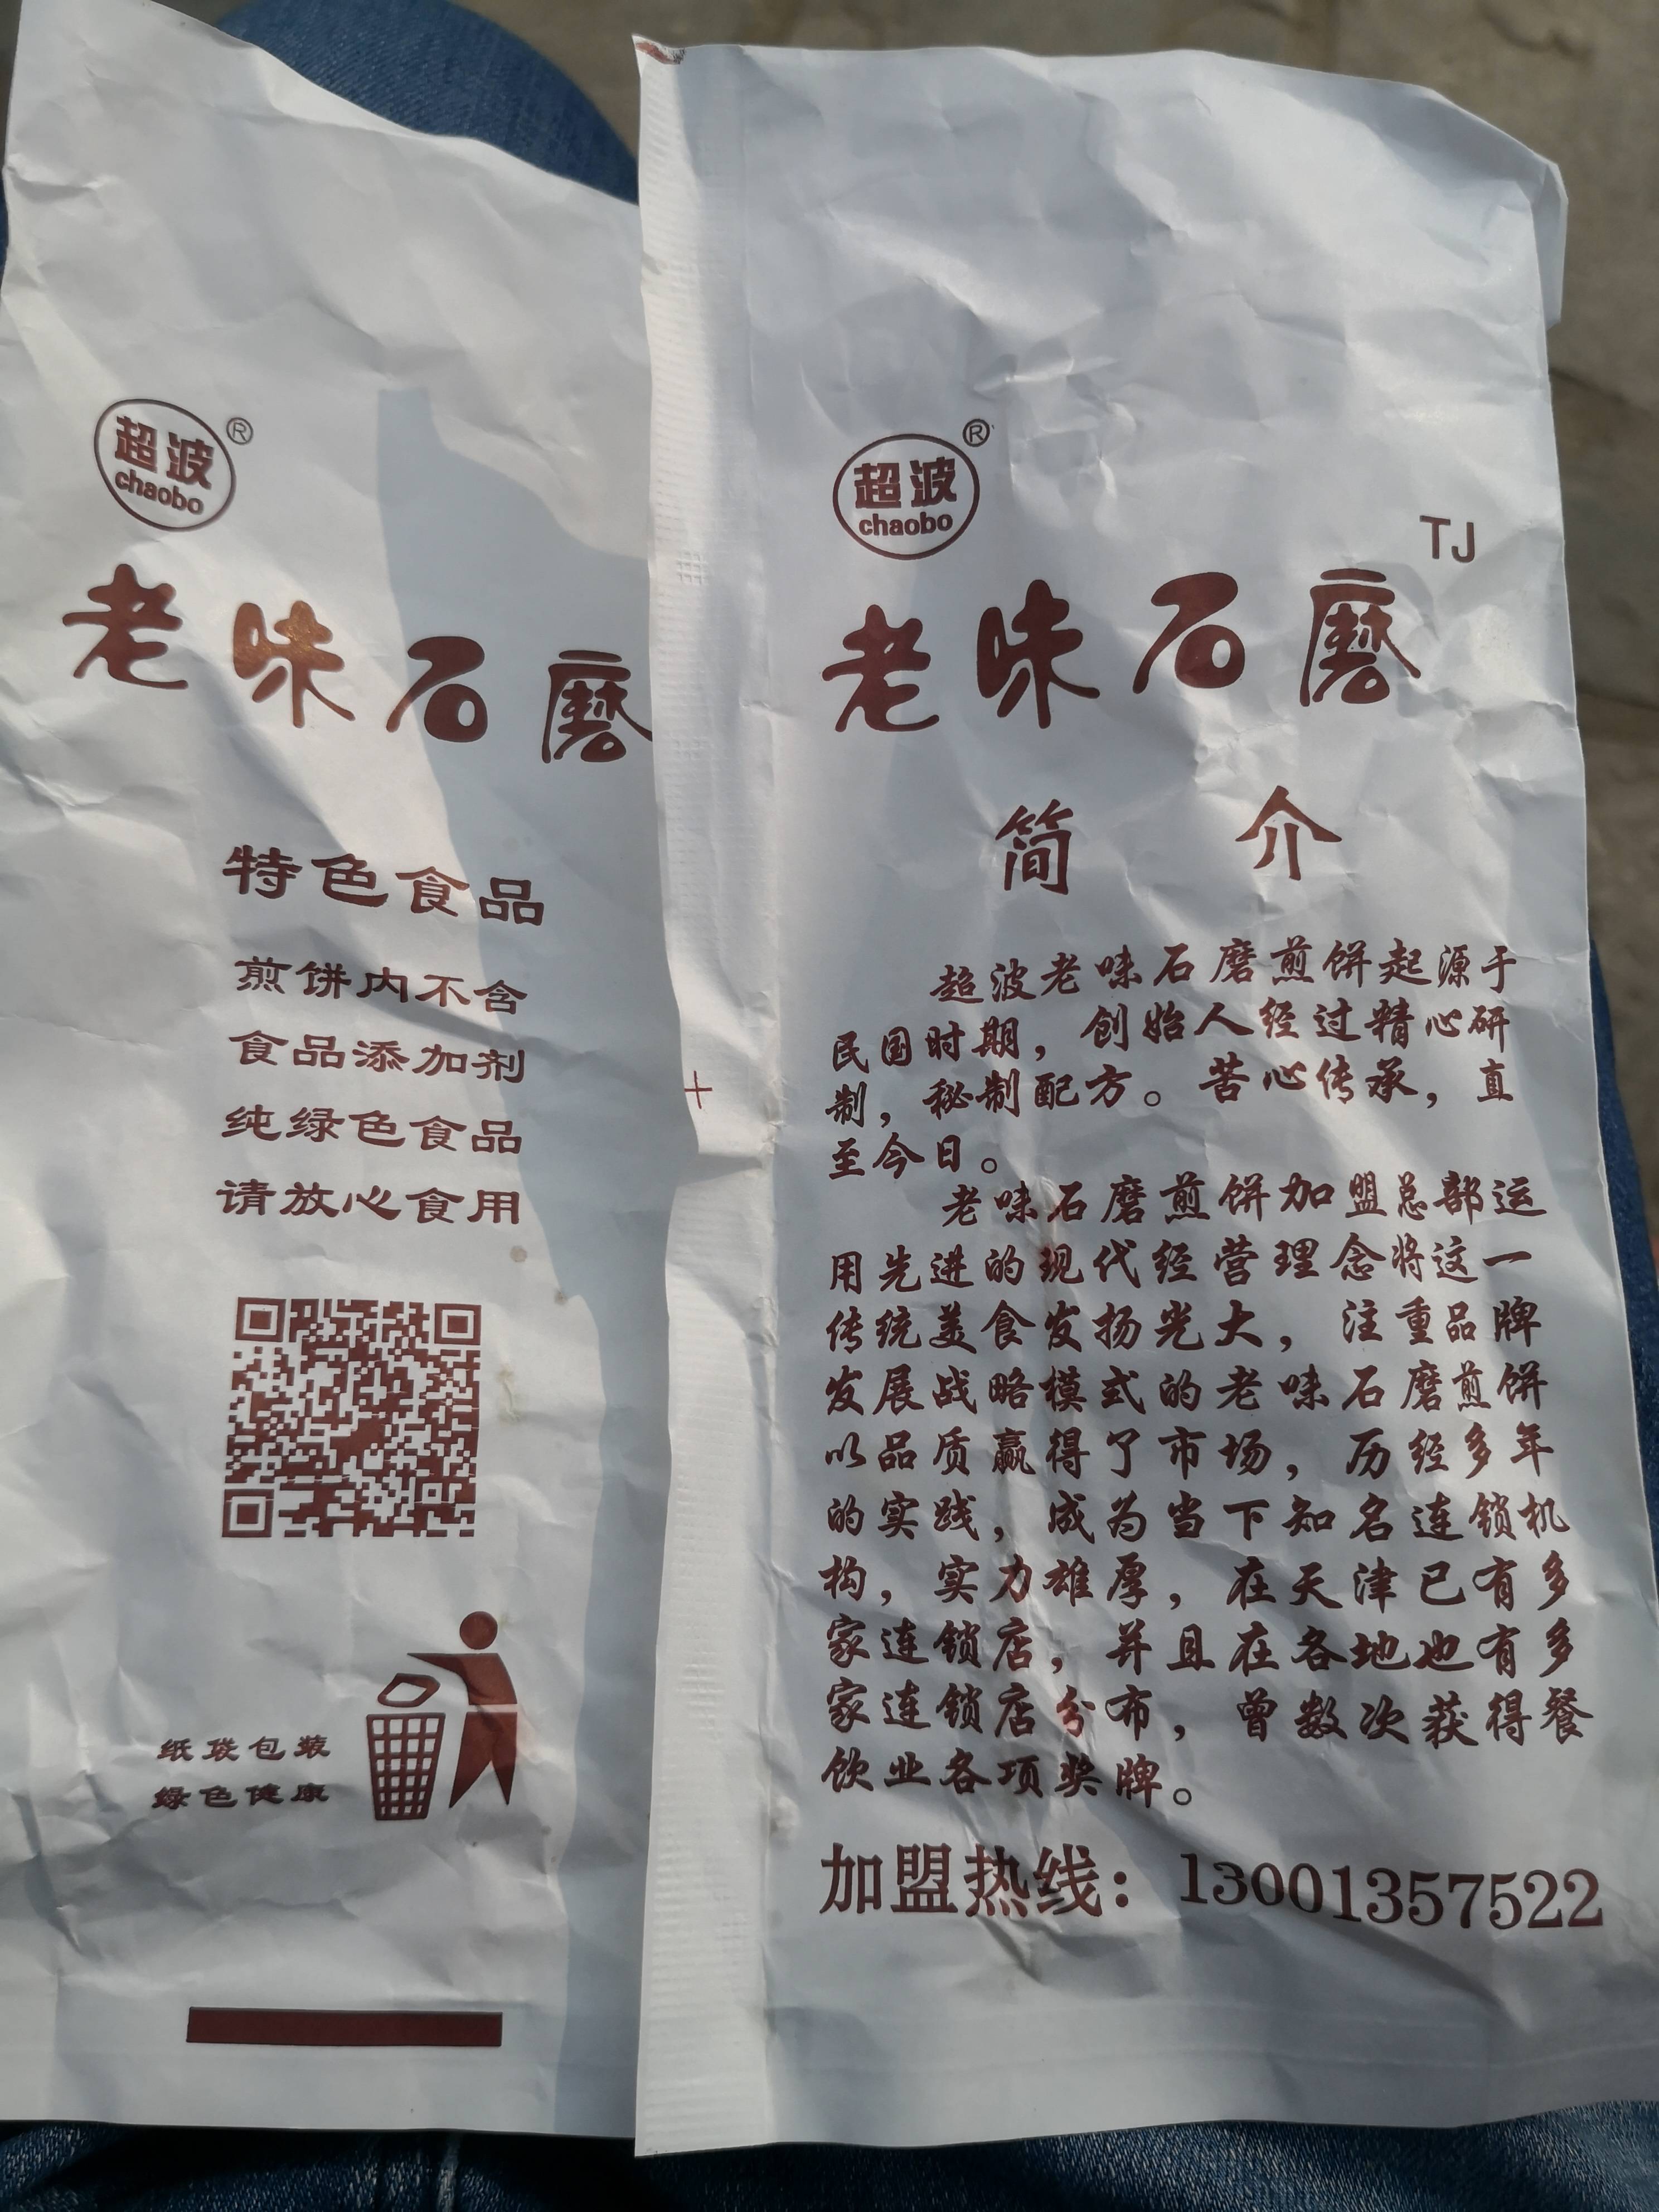 超波
chaobo
®
老味石磨
特色食品
煎饼内不含
食品添加剂
纯绿色食品
请放心食用
纸袋包装
绿色健康
超波
chaobo
®
TJ
老味石磨
简介
超波老味石磨煎饼起源于
民国时期，创始人经过精心研
制，秘制配方。苦心传承，直
至今日。
老味石磨煎饼加盟总部运
用先进的现代经营理念将这一
传统美食发扬光大，注重品牌
发展战略模式的老味石磨煎饼
以品质赢得了市场，历经多年
的实践，成为当下知名连锁机
构，实力雄厚，在天津已有多
家连锁店，并且在各地也有多
家连锁店分布，曾数次获得餐
饮业各项奖牌。
加盟热线：13001357522